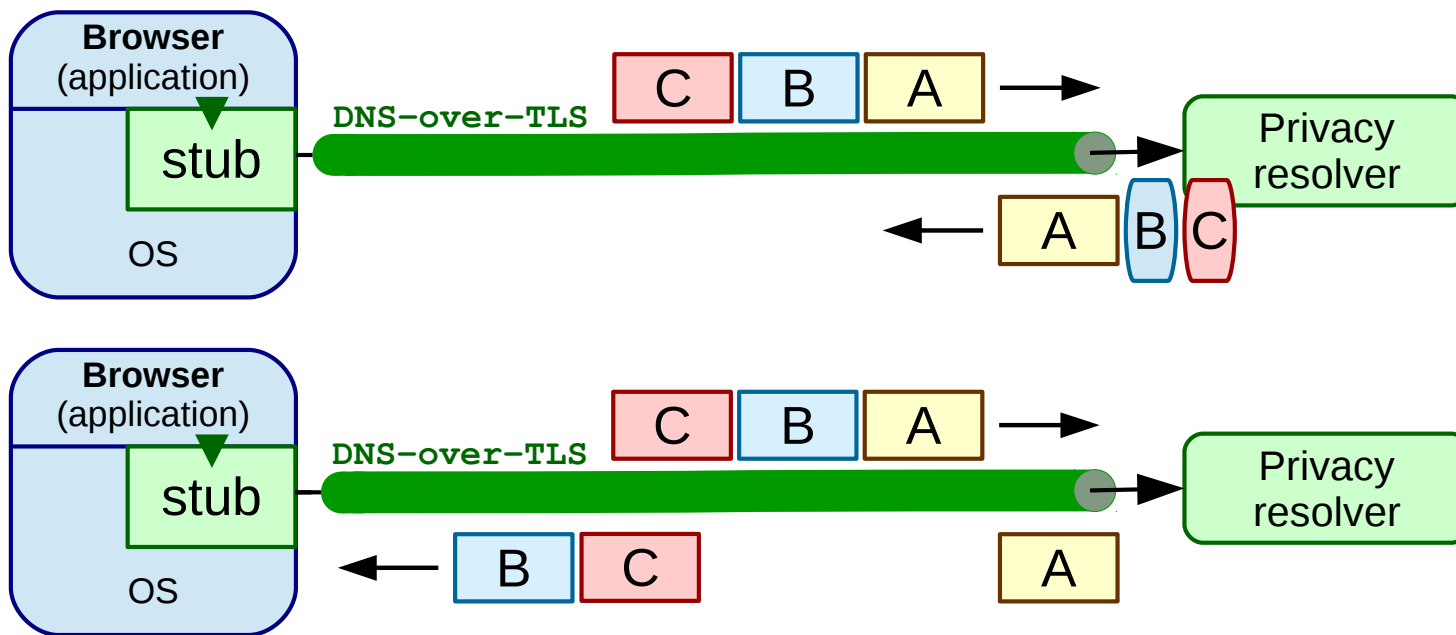 Browser
(application)
stub
OS
DNS-over-TLS
C B A
Privacy
resolver
A B C
Browser
(application)
stub
OS
DNS-over-TLS
C B A
Privacy
resolver
B C A